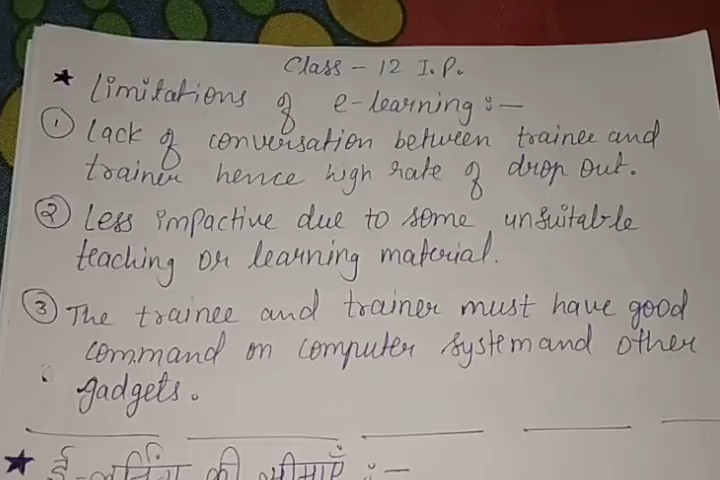 Class - 12 I.P.
★ Limitations of e-learning :-
① Lack of conversation between trainee and
trainer hence high rate of drop out.
② Less impactive due to some unsuitable
teaching or learning material.
③ The trainee and trainer must have good
command on computer system and other
gadgets.
★ ई-लर्निंग की सीमाएँ :-